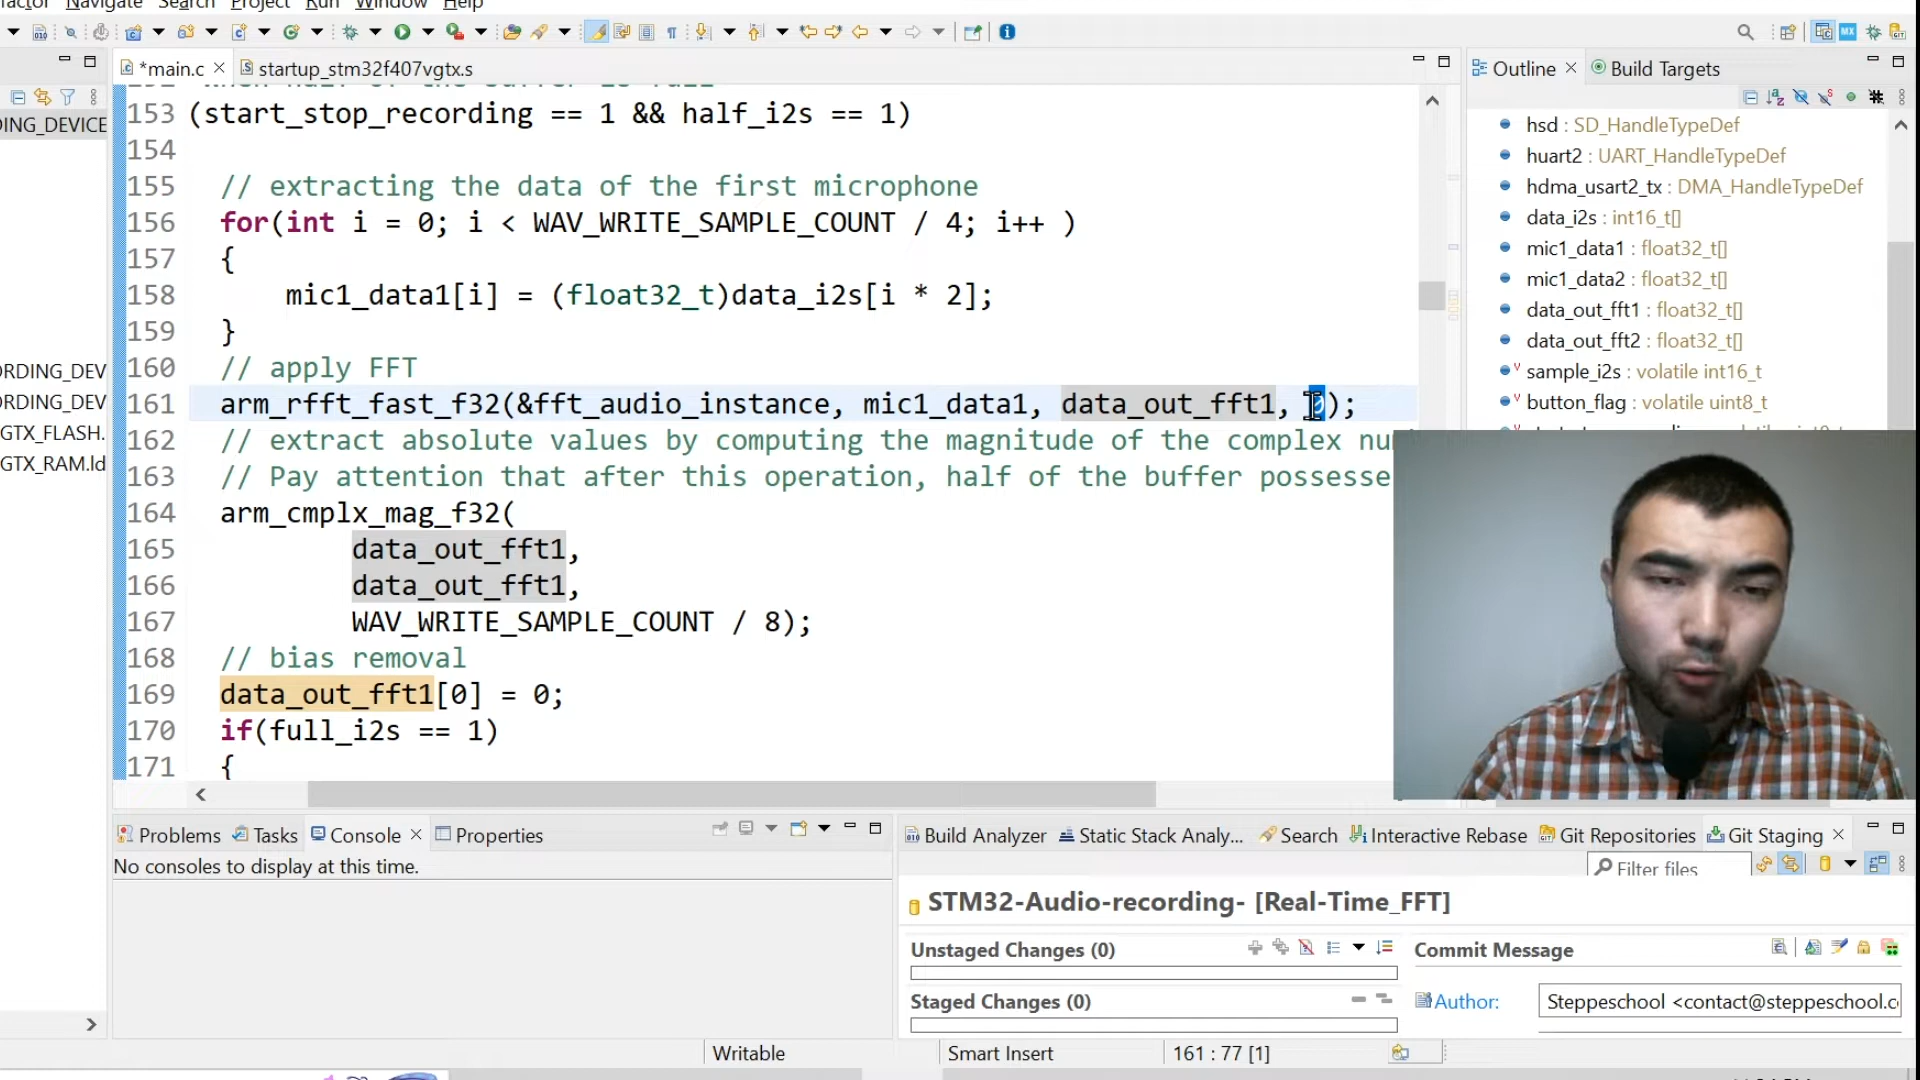 Navigate Search Project Run Window Help
*main.c
startup_stm32f407vgtx.s
Outline
Build Targets
DING_DEVICE
ORDING_DEV
ORDING_DEV
GTX_FLASH.
GTX_RAM.ld
153 (start_stop_recording == 1 && half_i2s == 1)
154
155 // extracting the data of the first microphone
156 for(int i = 0; i < WAV_WRITE_SAMPLE_COUNT / 4; i++ )
157 {
158 mic1_data1[i] = (float32_t)data_i2s[i * 2];
159 }
160 // apply FFT
161 arm_rfft_fast_f32(&fft_audio_instance, mic1_data1, data_out_fft1, 0);
162 // extract absolute values by computing the magnitude of the complex nu
163 // Pay attention that after this operation, half of the buffer possesse
164 arm_cmplx_mag_f32(
165 data_out_fft1,
166 data_out_fft1,
167 WAV_WRITE_SAMPLE_COUNT / 8);
168 // bias removal
169 data_out_fft1[0] = 0;
170 if(full_i2s == 1)
171 {
hsd : SD_HandleTypeDef
huart2 : UART_HandleTypeDef
hdma_usart2_tx : DMA_HandleTypeDef
data_i2s : int16_t[]
mic1_data1 : float32_t[]
mic1_data2 : float32_t[]
data_out_fft1 : float32_t[]
data_out_fft2 : float32_t[]
sample_i2s : volatile int16_t
button_flag : volatile uint8_t
Problems Tasks Console Properties
No consoles to display at this time.
Build Analyzer Static Stack Analy... Search Interactive Rebase Git Repositories Git Staging
Filter files
STM32-Audio-recording- [Real-Time_FFT]
Unstaged Changes (0)
Commit Message
Staged Changes (0)
Author: Steppeschool <contact@steppeschool.c
Writable Smart Insert 161 : 77 [1]